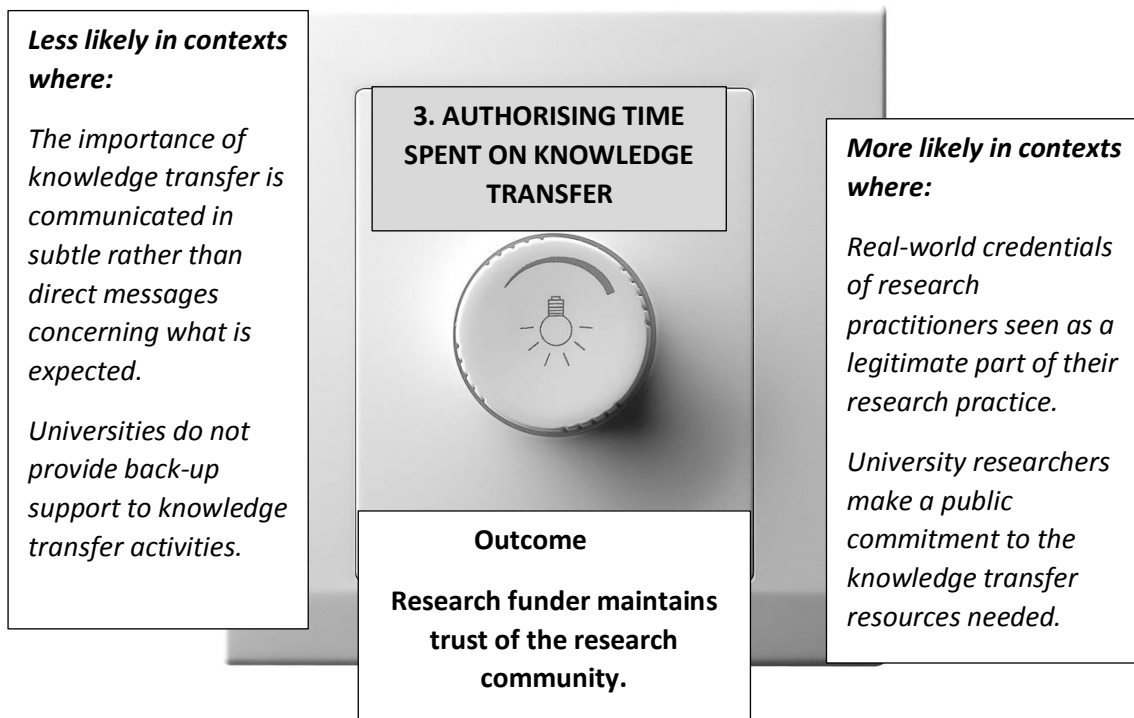 Less likely in contexts
where:
The importance of
knowledge transfer is
communicated in
subtle rather than
direct messages
concerning what is
expected.
Universities do not
provide back-up
support to knowledge
transfer activities.
3. AUTHORISING TIME
SPENT ON KNOWLEDGE
TRANSFER
Outcome
Research funder maintains
trust of the research
community.
More likely in contexts
where:
Real-world credentials
of research
practitioners seen as a
legitimate part of their
research practice.
University researchers
make a public
commitment to the
knowledge transfer
resources needed.